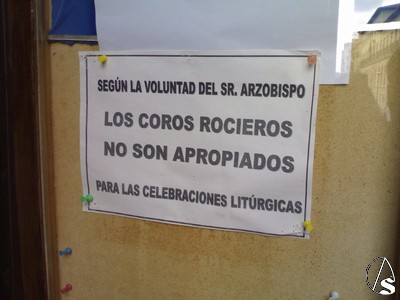 SEGÚN LA VOLUNTAD DEL SR. ARZOBISPO
LOS COROS ROCIEROS
NO SON APROPIADOS
PARA LAS CELEBRACIONES LITÚRGICAS